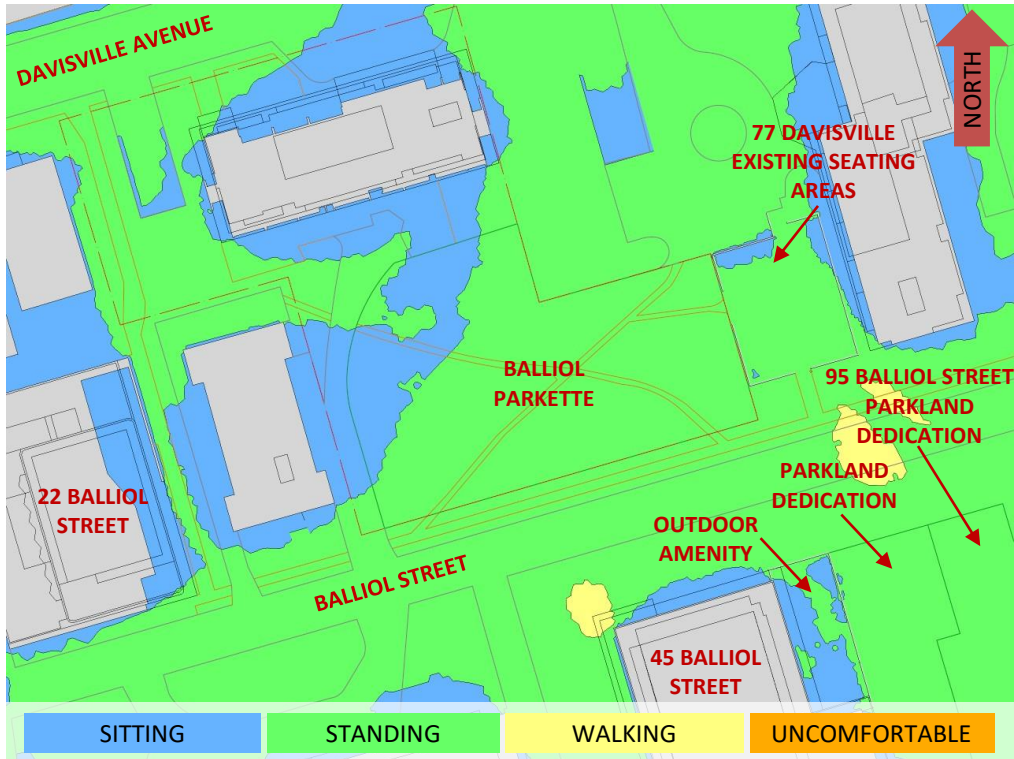 DAVISVILLE AVENUE
NORTH
77 DAVISVILLE
EXISTING SEATING
AREAS
BALLIOL
PARKETTE
95 BALLIOL STREET
PARKLAND
DEDICATION
PARKLAND
DEDICATION
22 BALLIOL
STREET
OUTDOOR
AMENITY
BALLIOL STREET
45 BALLIOL
STREET
SITTING
STANDING
WALKING
UNCOMFORTABLE